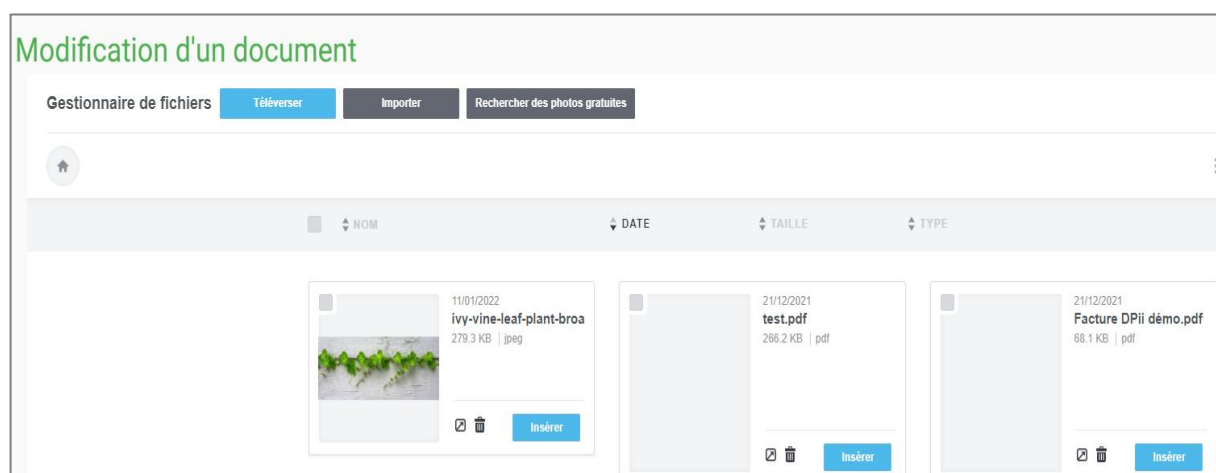 Modification d'un document
Gestionnaire de fichiers Téléverser Importer Rechercher des photos gratuites
NOM DATE TAILLE TYPE
11/01/2022
ivy-vine-leaf-plant-broa
279.3 KB | jpeg
Insérer
21/12/2021
test.pdf
266.2 KB | pdf
Insérer
21/12/2021
Facture DPii démo.pdf
68.1 KB | pdf
Insérer